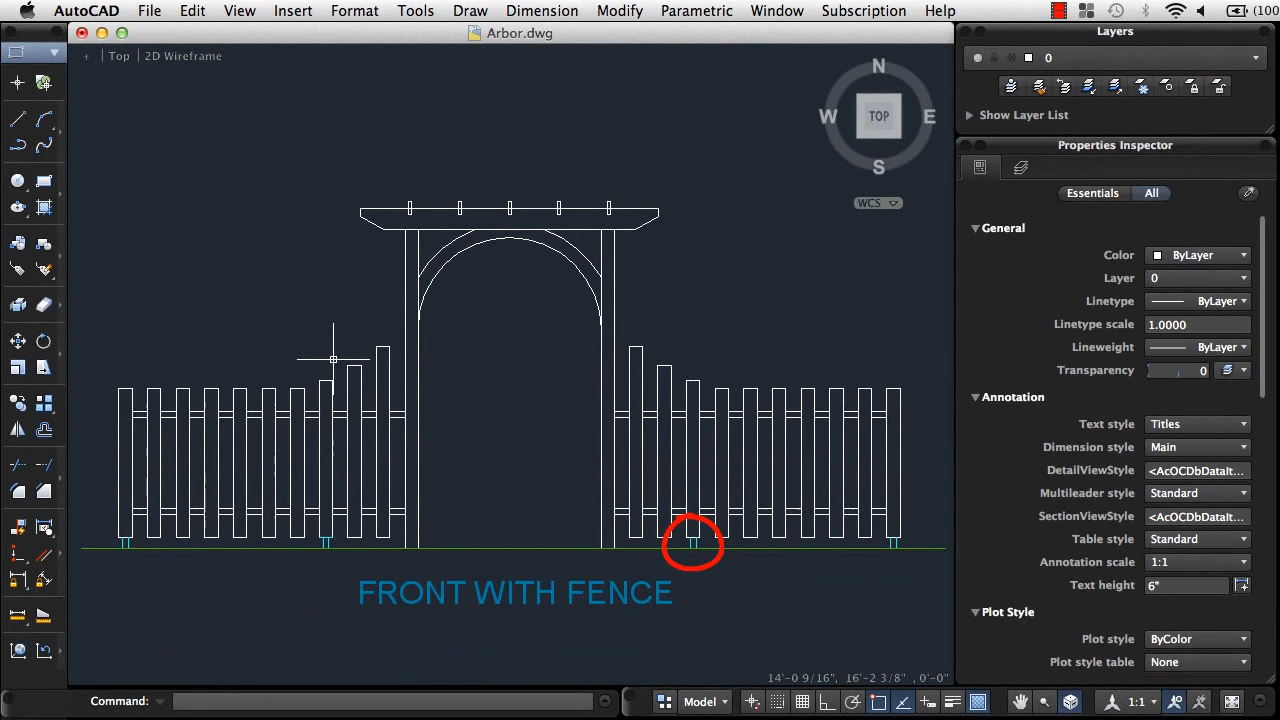 AutoCAD File Edit View Insert Format Tools Draw Dimension Modify Parametric Window Subscription Help (100
Arbor.dwg
+ Top 2D Wireframe
N
W TOP E
S
WCS
FRONT WITH FENCE
14'-0 9/16", 16'-2 3/8" , 0'-0"
Command:
Model
1:1
Layers
0
Show Layer List
Properties Inspector
Essentials All
General
Color ByLayer
Layer 0
Linetype ByLayer
Linetype scale 1.0000
Lineweight ByLayer
Transparency 0
Annotation
Text style Titles
Dimension style Main
DetailViewStyle <AcOCDbDataIt...
Multileader style Standard
SectionViewStyle <AcOCDbDataIt...
Table style Standard
Annotation scale 1:1
Text height 6"
Plot Style
Plot style ByColor
Plot style table None